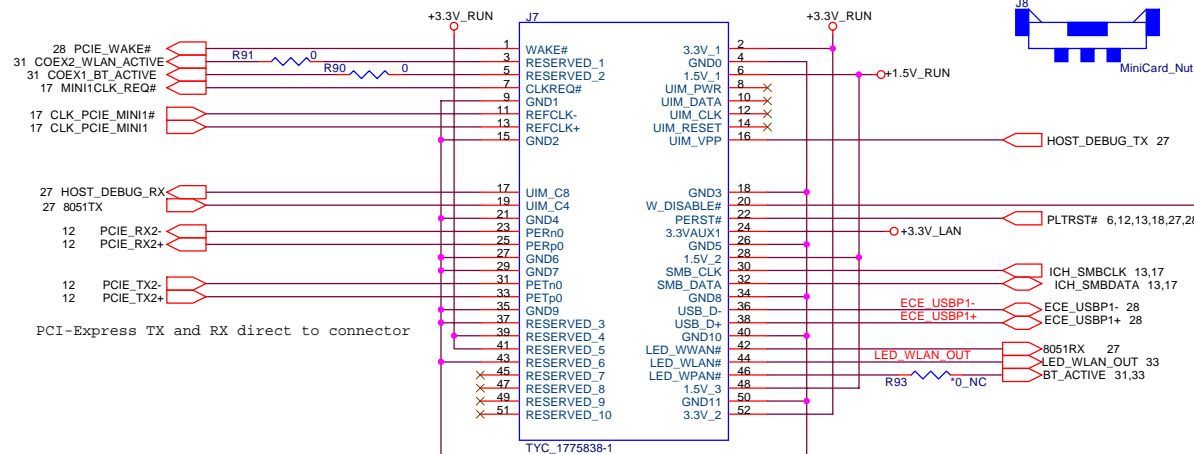 J8
+3.3V_RUN J7 +3.3V_RUN
28 PCIE_WAKE# 1 WAKE# 3.3V_1 2
31 COEX2_WLAN_ACTIVE R91 0 3 RESERVED_1 GND0 4
31 COEX1_BT_ACTIVE R90 0 5 RESERVED_2 1.5V_1 6 +1.5V_RUN
MiniCard_Nut
17 MINI1CLK_REQ# 7 CLKREQ# UIM_PWR 8
9 GND1 UIM_DATA 10
17 CLK_PCIE_MINI1# 11 REFCLK- UIM_CLK 12
17 CLK_PCIE_MINI1 13 REFCLK+ UIM_RESET 14
15 GND2 UIM_VPP 16 HOST_DEBUG_TX 27
27 HOST_DEBUG_RX 17 UIM_C8 GND3 18
27 8051TX 19 UIM_C4 W_DISABLE# 20
21 GND4 PERST# 22 PLTRST# 6,12,13,18,27,28
12 PCIE_RX2- 23 PERn0 3.3VAUX1 24 +3.3V_LAN
12 PCIE_RX2+ 25 PERp0 GND5 26
27 GND6 1.5V_2 28
29 GND7 SMB_CLK 30 ICH_SMBCLK 13,17
12 PCIE_TX2- 31 PETn0 SMB_DATA 32 ICH_SMBDATA 13,17
12 PCIE_TX2+ 33 PETp0 GND8 34
35 GND9 USB_D- 36 ECE_USBP1- ECE_USBP1- 28
PCI-Express TX and RX direct to connector 37 RESERVED_3 USB_D+ 38 ECE_USBP1+ ECE_USBP1+ 28
39 RESERVED_4 GND10 40
41 RESERVED_5 LED_WWAN# 42 8051RX 27
43 RESERVED_6 LED_WLAN# 44 LED_WLAN_OUT LED_WLAN_OUT 33
45 RESERVED_7 LED_WPAN# 46 R93 *0_NC BT_ACTIVE 31,33
47 RESERVED_8 1.5V_3 48
49 RESERVED_9 GND11 50
51 RESERVED_10 3.3V_2 52
TYC_1775838-1